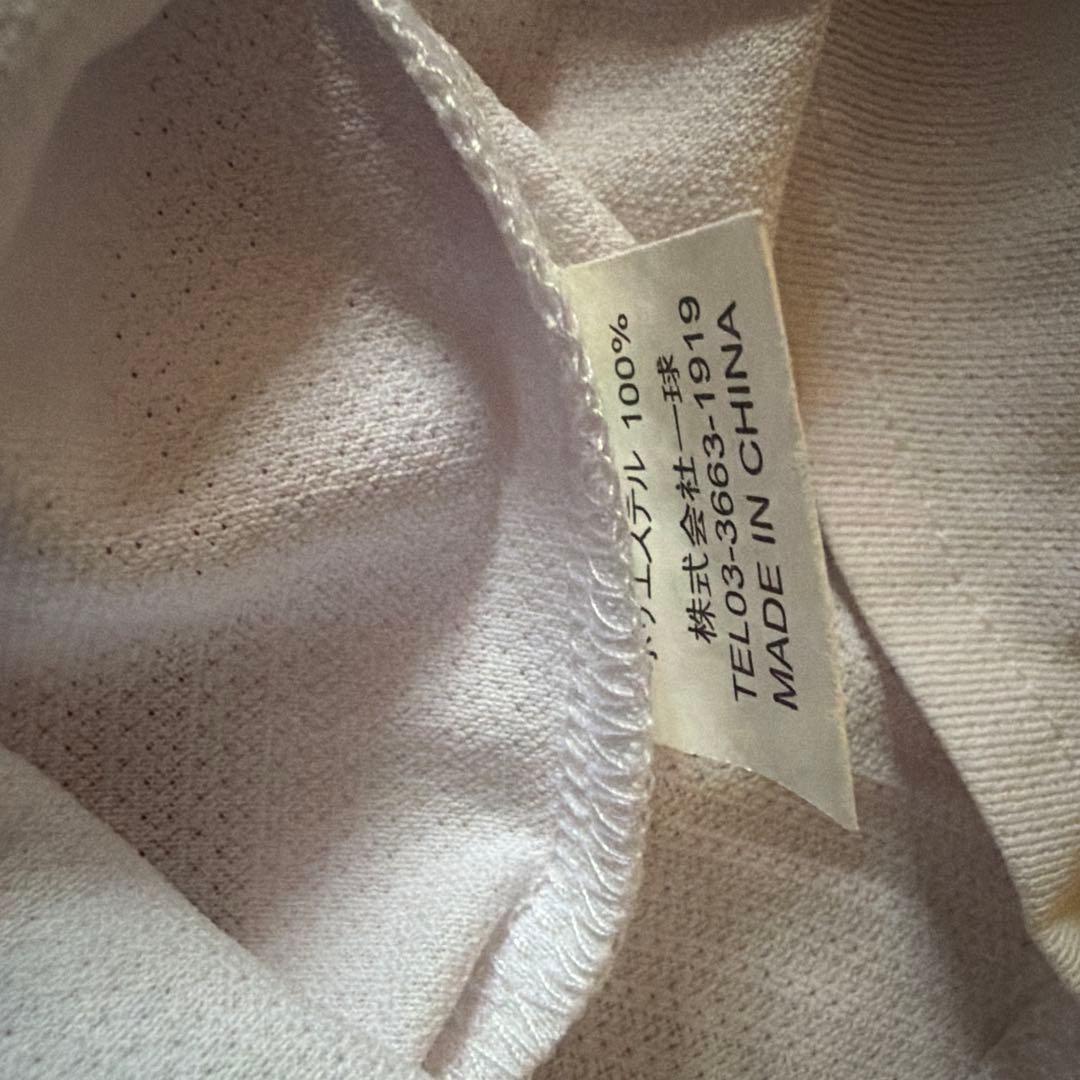 ポリエステル 100%
株式会社一球
TEL03-3663-1919
MADE IN CHINA